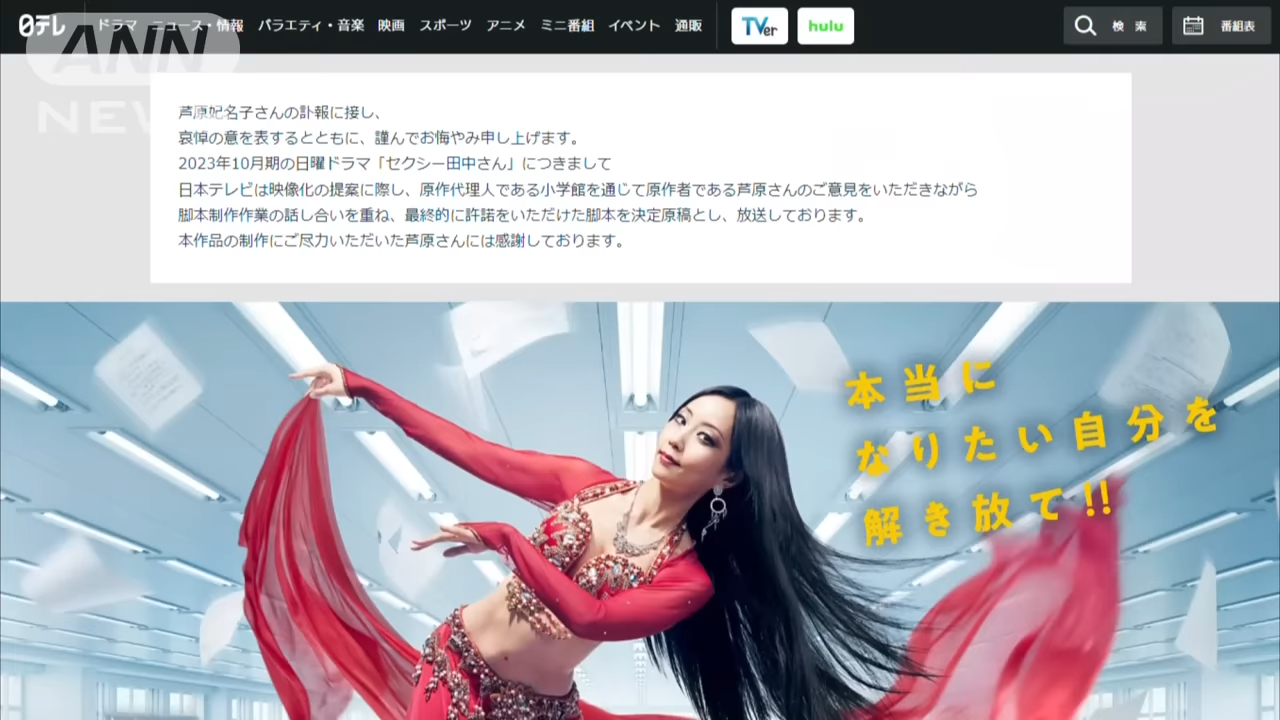 日テレ
ドラマ ニュース・情報 バラエティ・音楽 映画 スポーツ アニメ ミニ番組 イベント 通販
TVer
hulu
検 索
番組表
ANN
NEW
芦原妃名子さんの訃報に接し、
哀悼の意を表するとともに、謹んでお悔やみ申し上げます。
2023年10月期の日曜ドラマ「セクシー田中さん」につきまして
日本テレビは映像化の提案に際し、原作代理人である小学館を通じて原作者である芦原さんのご意見をいただきながら
脚本制作作業の話し合いを重ね、最終的に許諾をいただけた脚本を決定原稿とし、放送しております。
本作品の制作にご尽力いただいた芦原さんには感謝しております。
本当に
なりたい自分を
解き放て!!